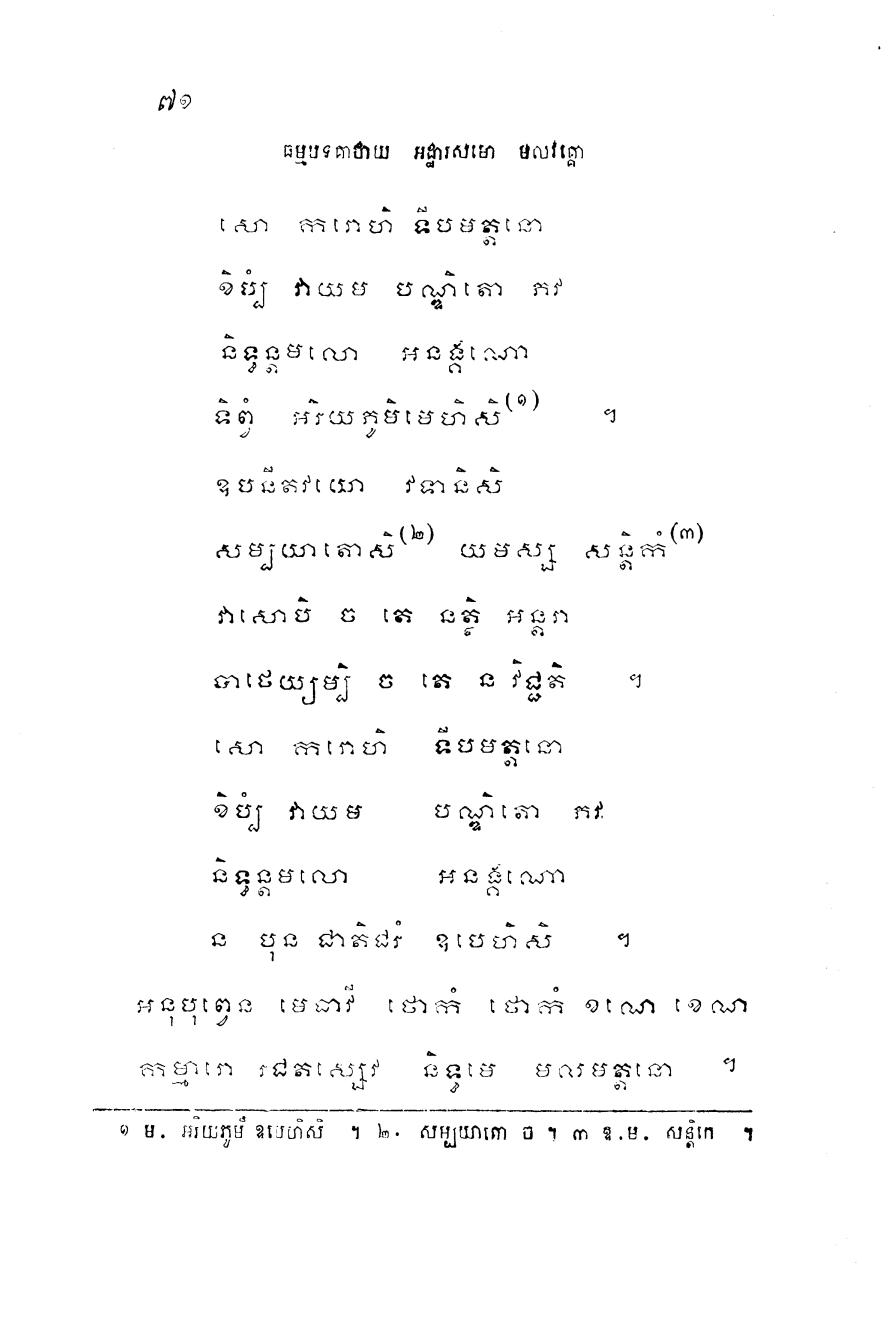 ៧១
ធម្មបទគាថាយ អដ្ឋារសមោ មលវគ្គោ
សោ ករោហិ ទីបមត្តនោ
ខិប្បំ វាយម បណ្ឌិតោ ភវ
និទ្ធន្តមលោ អនង្គណោ
ទិព្វំ អរិយភូមិមេហិសិ(១) ។
ឧបនីតវយោ វទានិសិ
សម្បយាតោសិ(២) យមស្ស សន្តិកំ(៣)
វាសោបិ ច តេ នត្ថិ អន្តរា
បាថេយ្យម្បិ ច តេ ន វិជ្ជតិ ។
សោ ករោហិ ទីបមត្តនោ
ខិប្បំ វាយម បណ្ឌិតោ ភវ
និទ្ធន្តមលោ អនង្គណោ
ន បុន ជាតិជរំ ឧបេហិសិ ។
អនុបុព្វេន មេធាវី ថោកំ ថោកំ ខណេ ខេណ
កម្មារោ រជតស្សេវ និទ្ធមេ មលមត្តនោ ។
១ ម. អរិយភូមឹ ឧបេហិសិ ។ ២. សម្បយាតោ ច ។ ៣ ឧ.ម. សន្តិកេ ។